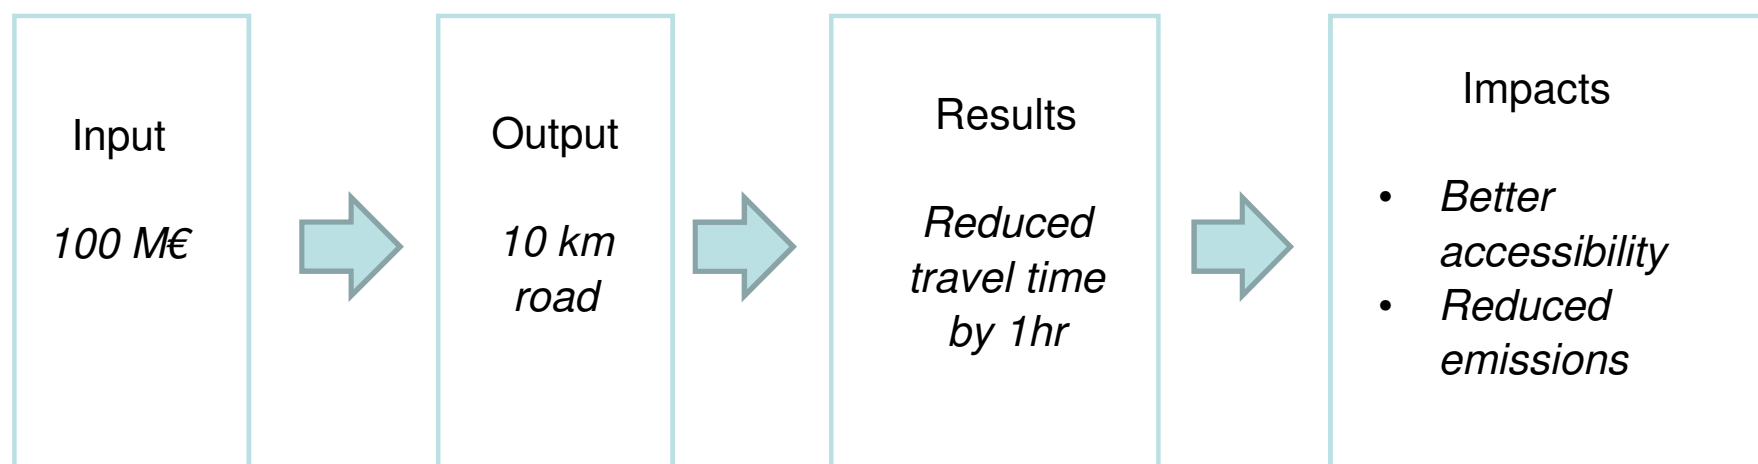 Input
100 M€
Output
10 km
road
Results
Reduced
travel time
by 1hr
Impacts
• Better
accessibility
• Reduced
emissions